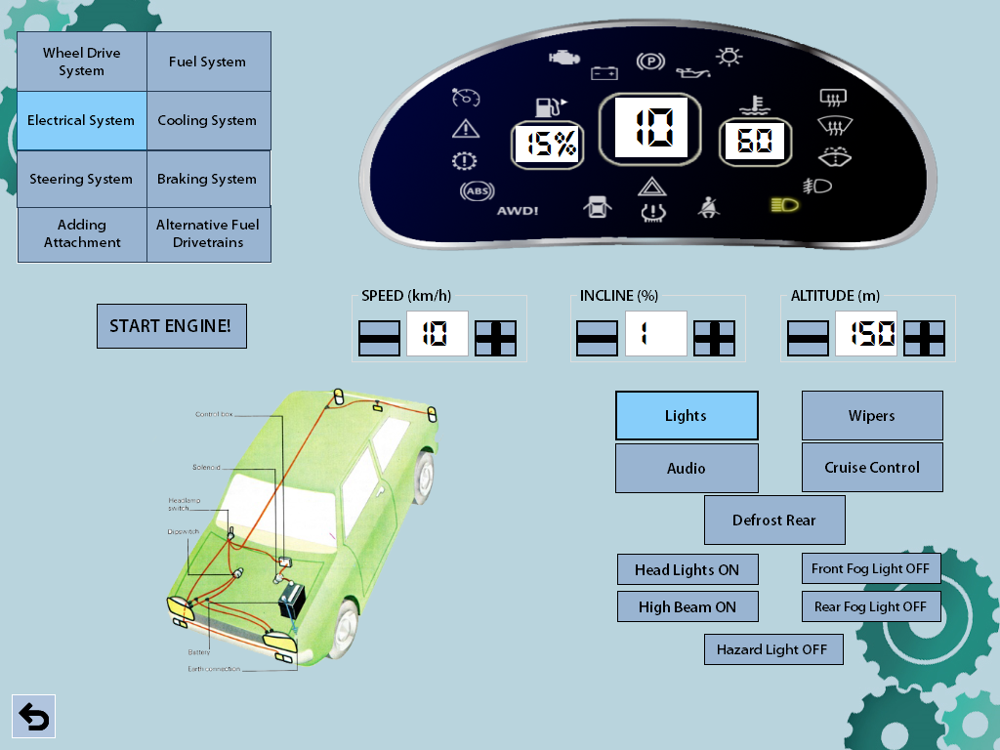 Wheel Drive
System
Fuel System
Electrical System
Cooling System
Steering System
Braking System
Adding
Attachment
Alternative Fuel
Drivetrains
P
15%
10
60
ABS
AWD!
START ENGINE!
SPEED (km/h)
10
INCLINE (%)
1
ALTITUDE (m)
150
Control box
Solenoid
Headlamp
switch
Dipswitch
Battery
Earth connection
Lights
Wipers
Audio
Cruise Control
Defrost Rear
Head Lights ON
Front Fog Light OFF
High Beam ON
Rear Fog Light OFF
Hazard Light OFF